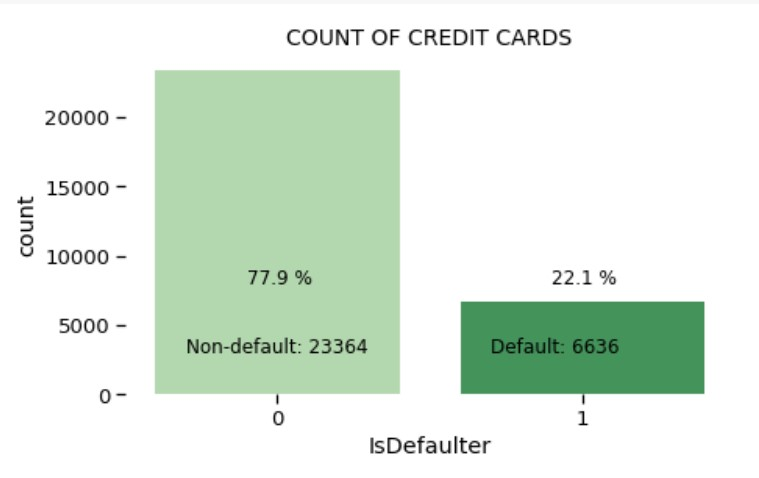 COUNT OF CREDIT CARDS
20000
15000
10000
5000
0
count
77.9 %
22.1 %
Non-default: 23364
Default: 6636
0
1
IsDefaulter